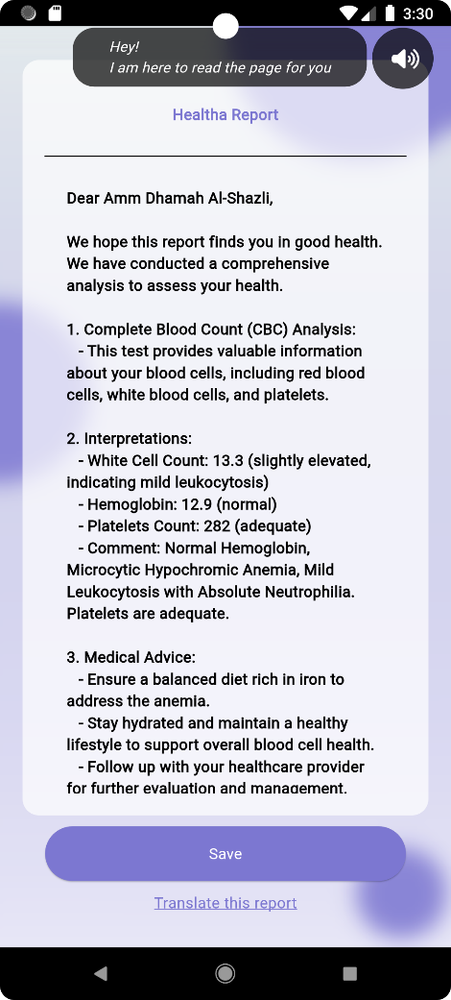 3:30
Hey!
I am here to read the page for you
Healtha Report
Dear Amm Dhamah Al-Shazli,
We hope this report finds you in good health.
We have conducted a comprehensive
analysis to assess your health.
1. Complete Blood Count (CBC) Analysis:
- This test provides valuable information
about your blood cells, including red blood
cells, white blood cells, and platelets.
2. Interpretations:
- White Cell Count: 13.3 (slightly elevated,
indicating mild leukocytosis)
- Hemoglobin: 12.9 (normal)
- Platelets Count: 282 (adequate)
- Comment: Normal Hemoglobin,
Microcytic Hypochromic Anemia, Mild
Leukocytosis with Absolute Neutrophilia.
Platelets are adequate.
3. Medical Advice:
- Ensure a balanced diet rich in iron to
address the anemia.
- Stay hydrated and maintain a healthy
lifestyle to support overall blood cell health.
- Follow up with your healthcare provider
for further evaluation and management.
Save
Translate this report